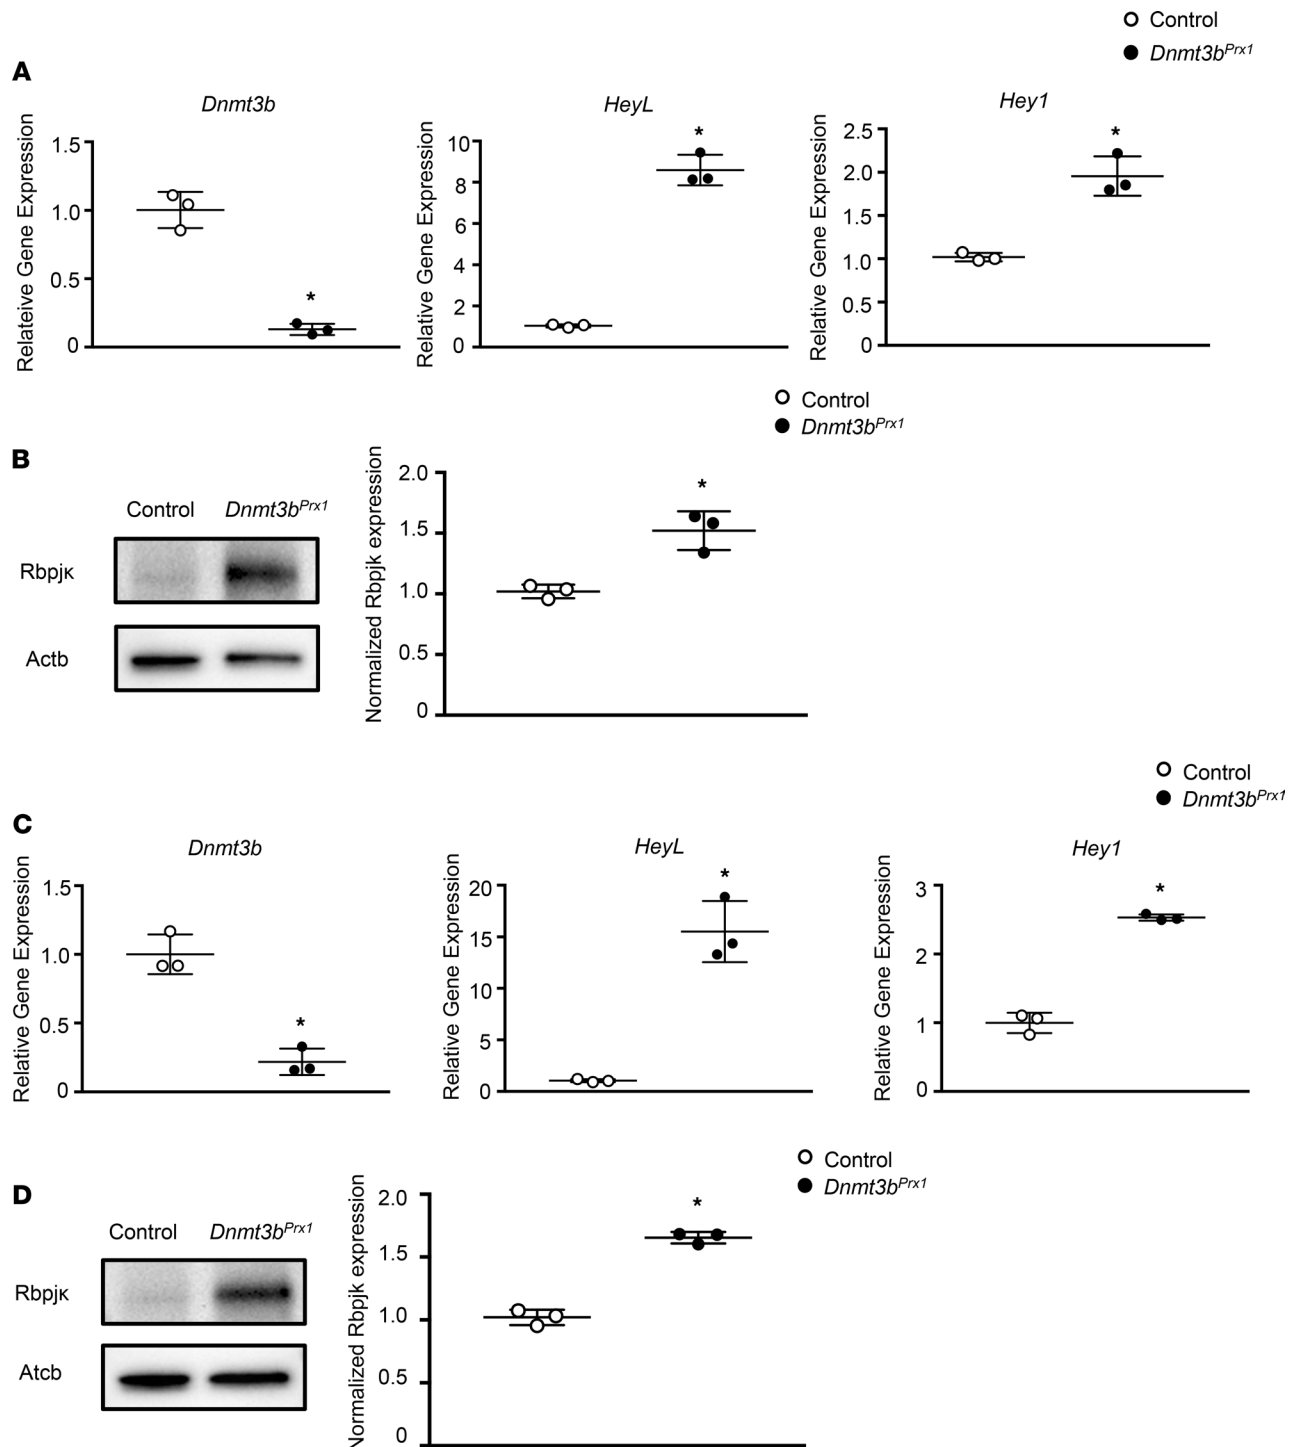 Control
Dnmt3bPrx1
A
Dnmt3b
HeyL
Hey1
Relateive Gene Expression
1.5
1.0
0.5
0
*
Relative Gene Expression
10
8
6
4
2
0
*
Relative Gene Expression
2.5
2.0
1.5
1.0
0.5
0
*
Control
Dnmt3bPrx1
B
Control
Dnmt3bPrx1
Rbpjκ
Actb
Normalized Rbpjk expression
2.0
1.5
1.0
0.5
0
*
Control
Dnmt3bPrx1
C
Dnmt3b
HeyL
Hey1
Relative Gene Expression
1.5
1.0
0.5
0
*
Relative Gene Expression
20
15
10
5
0
*
Relative Gene Expression
3
2
1
0
*
Control
Dnmt3bPrx1
D
Control
Dnmt3bPrx1
Rbpjκ
Atcb
Normalized Rbpjk expression
2.0
1.5
1.0
0.5
0
*